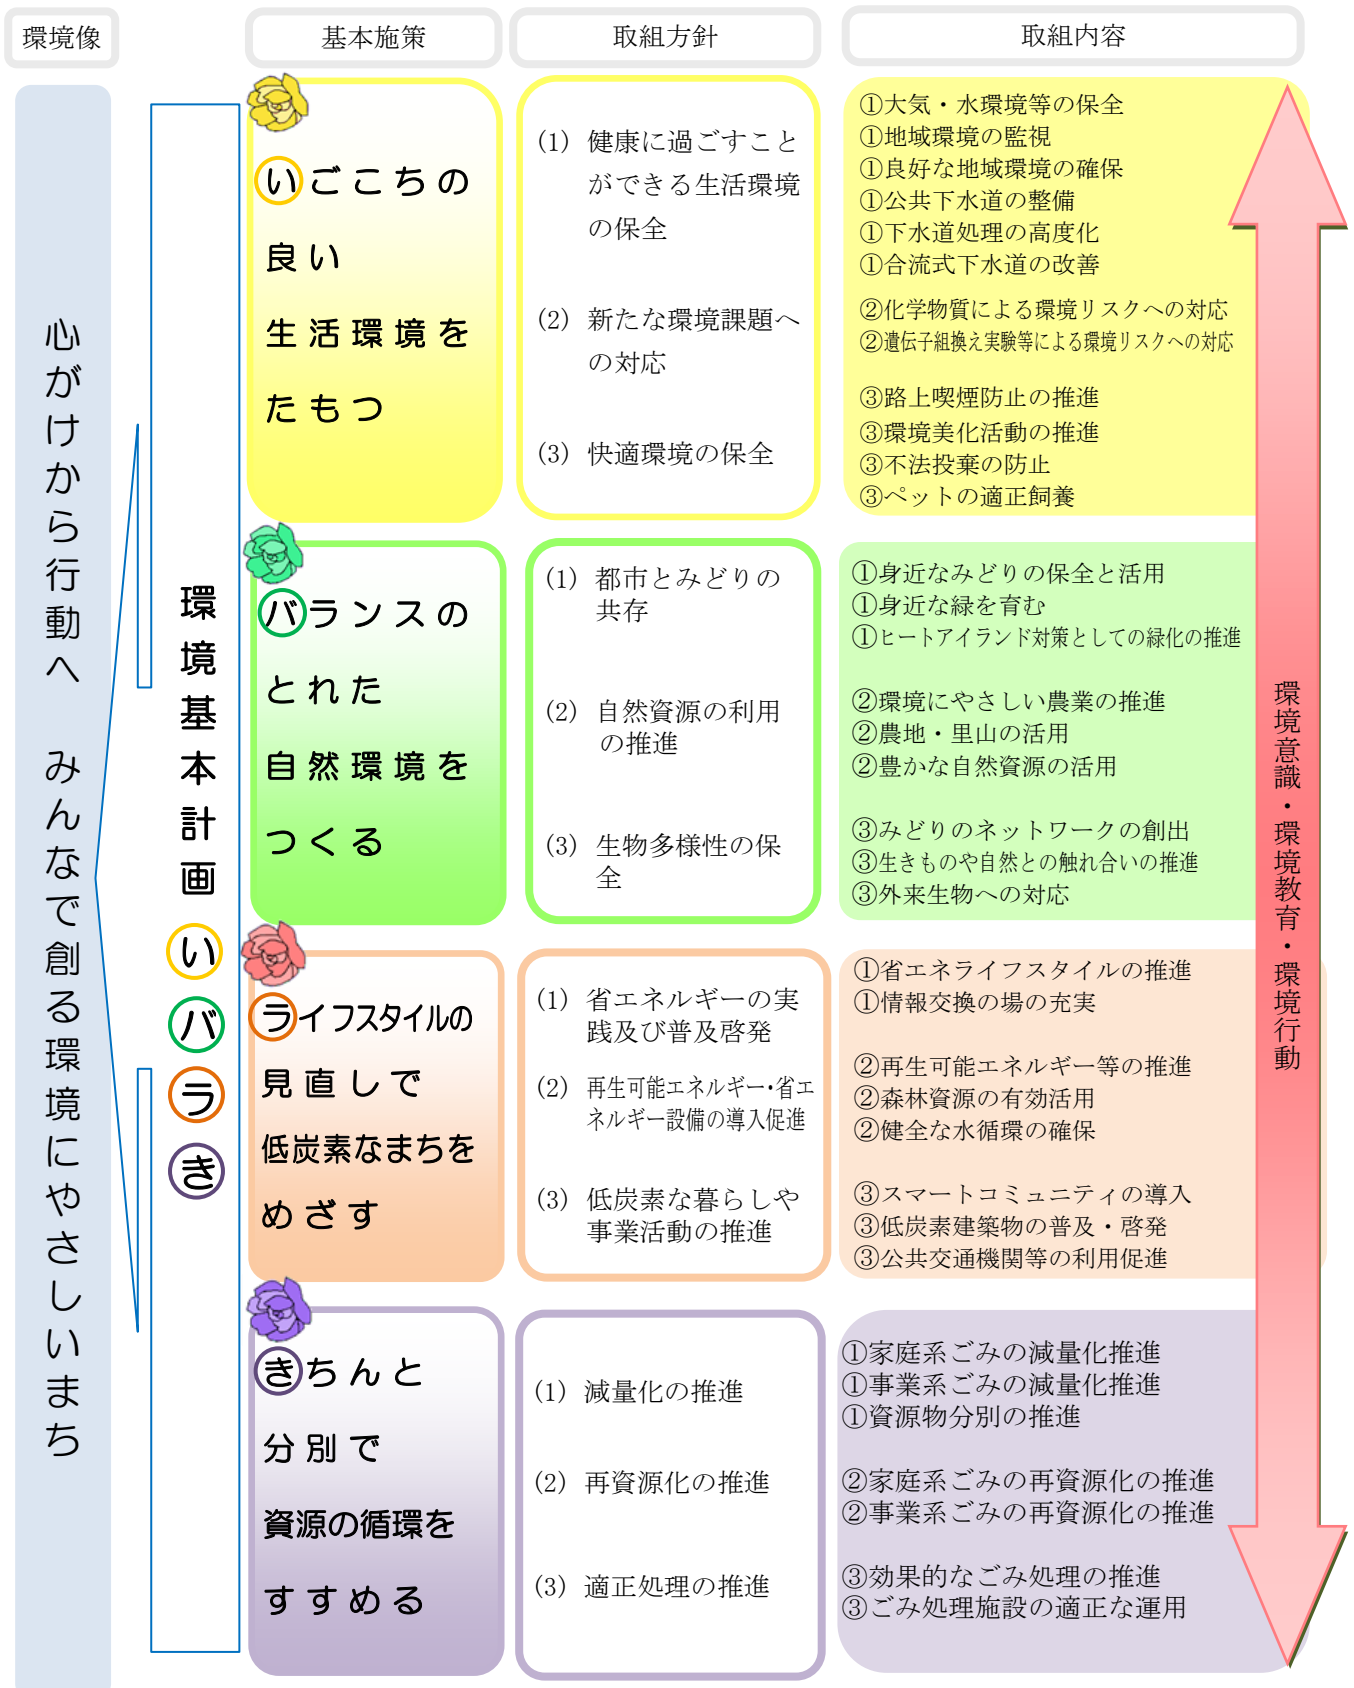 環境像
基本施策
取組方針
取組内容
心がけから行動へ　みんなで創る環境にやさしいまち
環境基本計画
い
バ
ラ
き
いごこちの
良い
生活環境を
たもつ
(1) 健康に過ごすこと
ができる生活環境
の保全
(2) 新たな環境課題へ
の対応
(3) 快適環境の保全
①大気・水環境等の保全
①地域環境の監視
①良好な地域環境の確保
①公共下水道の整備
①下水道処理の高度化
①合流式下水道の改善
②化学物質による環境リスクへの対応
②遺伝子組換え実験等による環境リスクへの対応
③路上喫煙防止の推進
③環境美化活動の推進
③不法投棄の防止
③ペットの適正飼養
バランスの
とれた
自然環境を
つくる
(1) 都市とみどりの
共存
(2) 自然資源の利用
の推進
(3) 生物多様性の保
全
①身近なみどりの保全と活用
①身近な緑を育む
①ヒートアイランド対策としての緑化の推進
②環境にやさしい農業の推進
②農地・里山の活用
②豊かな自然資源の活用
③みどりのネットワークの創出
③生きものや自然との触れ合いの推進
③外来生物への対応
ライフスタイルの
見直しで
低炭素なまちを
めざす
(1) 省エネルギーの実
践及び普及啓発
(2) 再生可能エネルギー・省エ
ネルギー設備の導入促進
(3) 低炭素な暮らしや
事業活動の推進
①省エネライフスタイルの推進
①情報交換の場の充実
②再生可能エネルギー等の推進
②森林資源の有効活用
②健全な水循環の確保
③スマートコミュニティの導入
③低炭素建築物の普及・啓発
③公共交通機関等の利用促進
きちんと
分別で
資源の循環を
すすめる
(1) 減量化の推進
(2) 再資源化の推進
(3) 適正処理の推進
①家庭系ごみの減量化推進
①事業系ごみの減量化推進
①資源物分別の推進
②家庭系ごみの再資源化の推進
②事業系ごみの再資源化の推進
③効果的なごみ処理の推進
③ごみ処理施設の適正な運用
環境意識・環境教育・環境行動